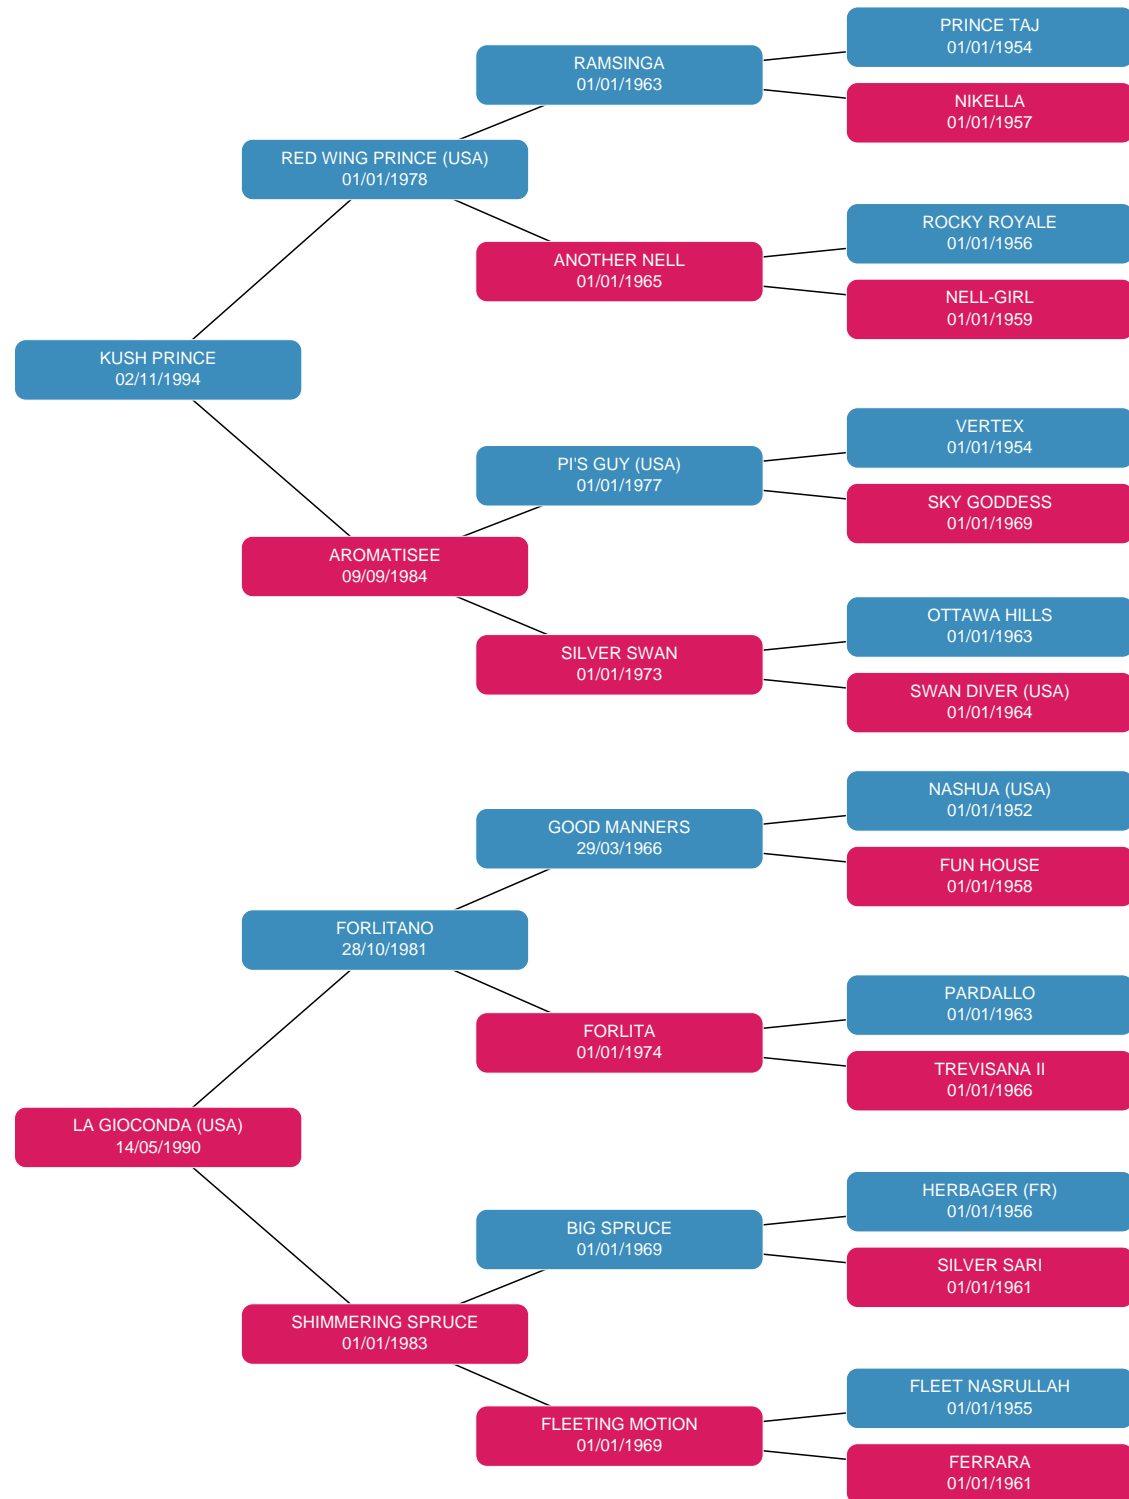 PRINCE TAJ
01/01/1954
RAMSINGA
01/01/1963
NIKELLA
01/01/1957
RED WING PRINCE (USA)
01/01/1978
ROCKY ROYALE
01/01/1956
ANOTHER NELL
01/01/1965
NELL-GIRL
01/01/1959
KUSH PRINCE
02/11/1994
VERTEX
01/01/1954
PI'S GUY (USA)
01/01/1977
SKY GODDESS
01/01/1969
AROMATISEE
09/09/1984
OTTAWA HILLS
01/01/1963
SILVER SWAN
01/01/1973
SWAN DIVER (USA)
01/01/1964
NASHUA (USA)
01/01/1952
GOOD MANNERS
29/03/1966
FUN HOUSE
01/01/1958
FORLITANO
28/10/1981
PARDALLO
01/01/1963
FORLITA
01/01/1974
TREVISANA II
01/01/1966
LA GIOCONDA (USA)
14/05/1990
HERBAGER (FR)
01/01/1956
BIG SPRUCE
01/01/1969
SILVER SARI
01/01/1961
SHIMMERING SPRUCE
01/01/1983
FLEET NASRULLAH
01/01/1955
FLEETING MOTION
01/01/1969
FERRARA
01/01/1961